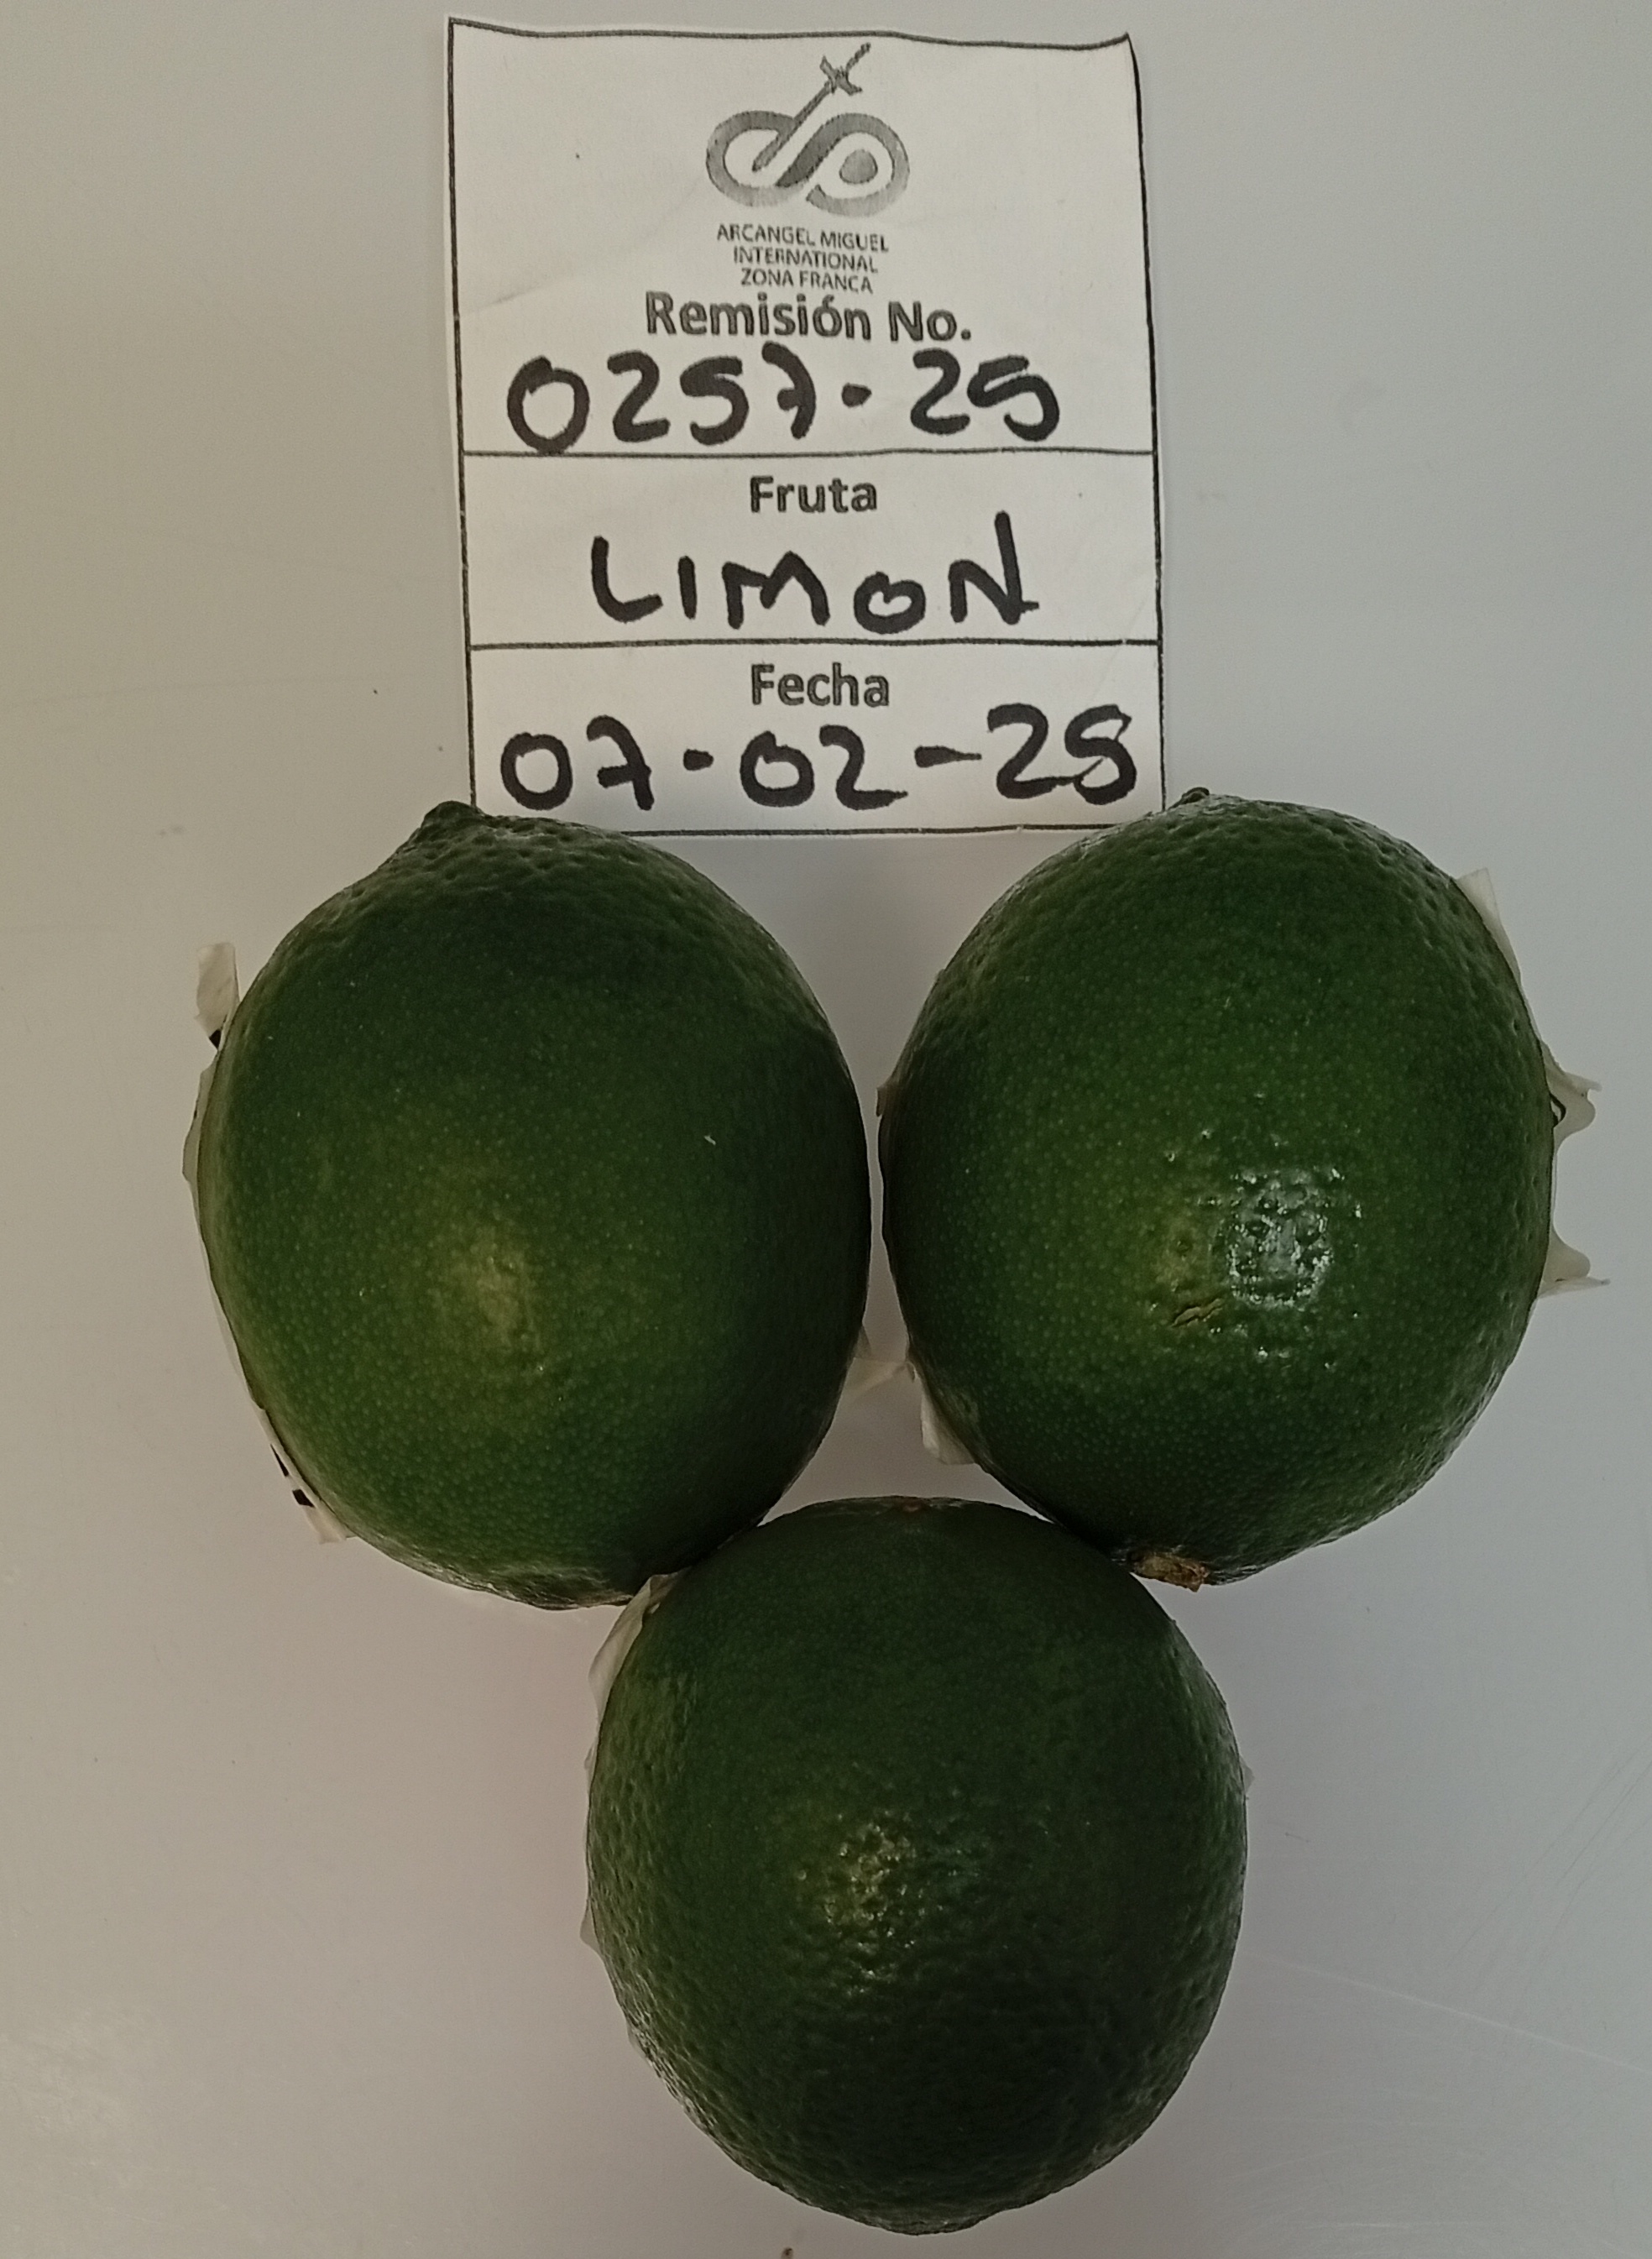 ARCANGEL MIGUEL
INTERNATIONAL
ZONA FRANCA
Remisión No.
0257-25
Fruta
LIMON
Fecha
07-02-25